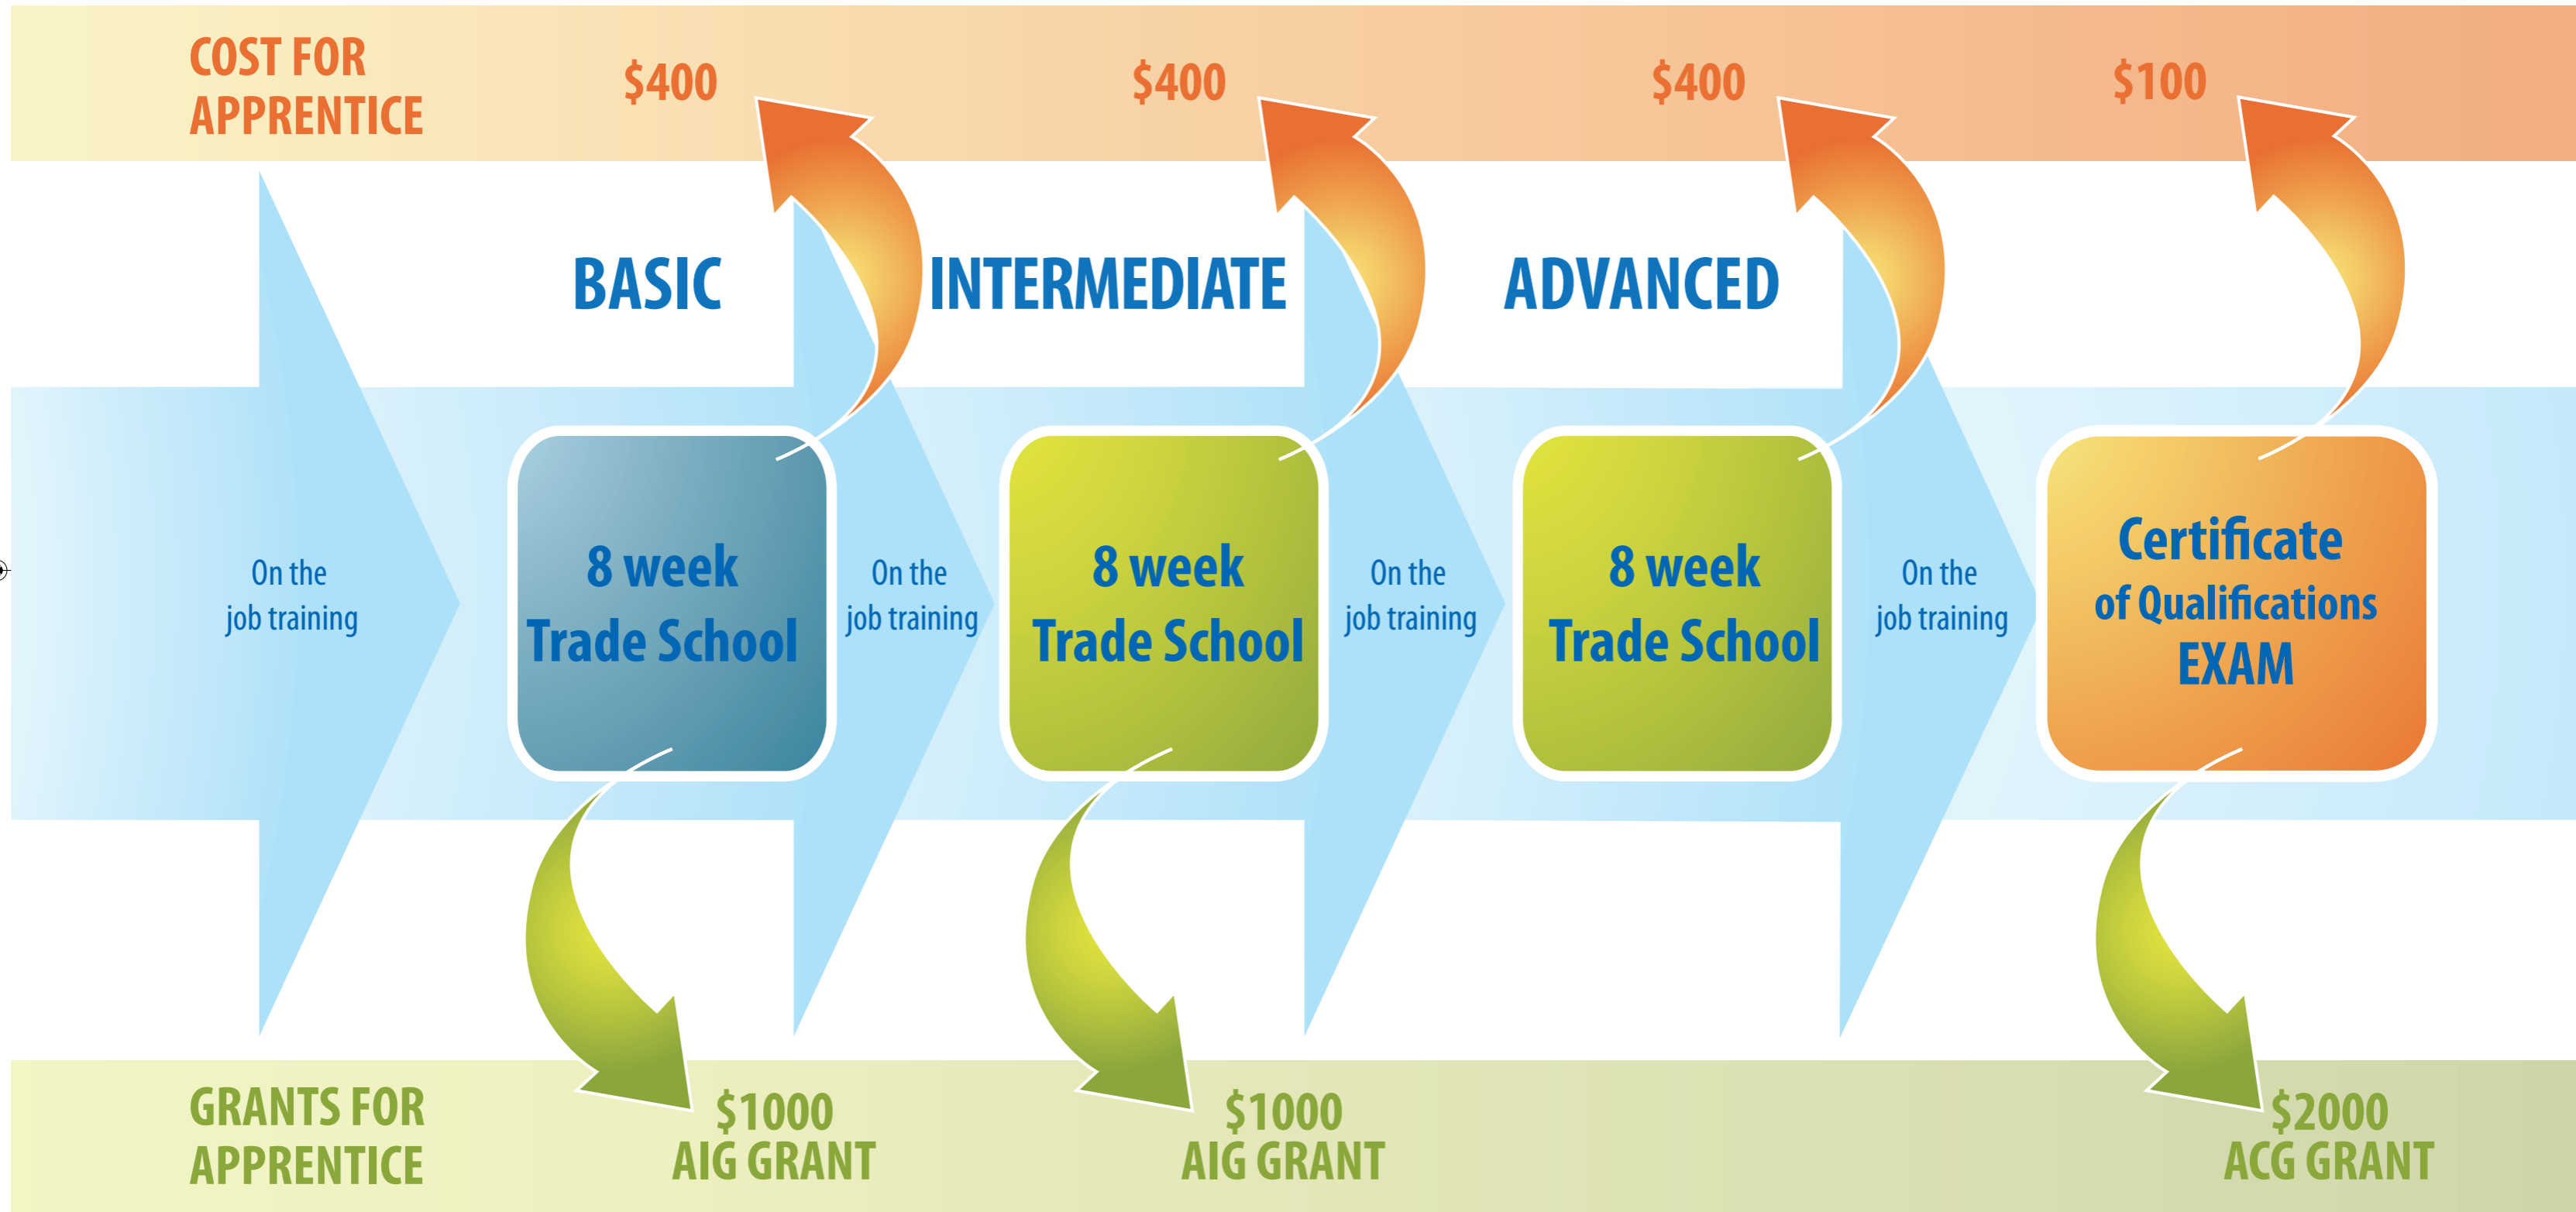 COST FOR
APPRENTICE
$400
$400
$400
$100
BASIC
INTERMEDIATE
ADVANCED
On the
job training
8 week
Trade School
On the
job training
8 week
Trade School
On the
job training
8 week
Trade School
On the
job training
Certificate
of Qualifications
EXAM
GRANTS FOR
APPRENTICE
$1000
AIG GRANT
$1000
AIG GRANT
$2000
ACG GRANT